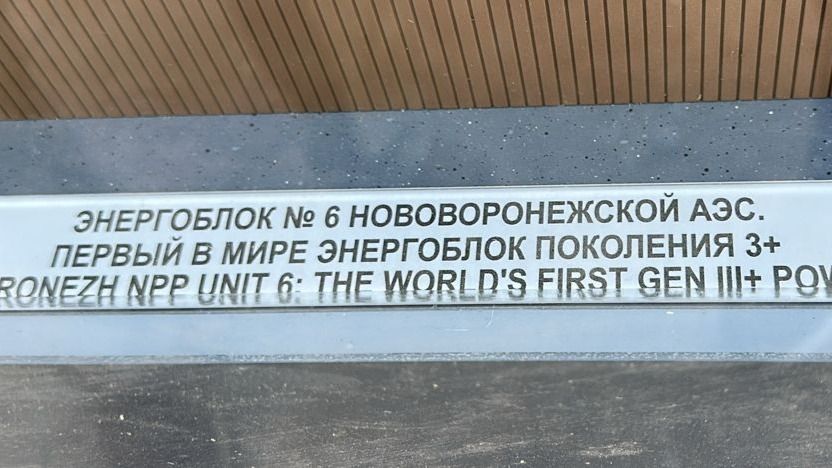 ЭНЕРГОБЛОК № 6 НОВОВОРОНЕЖСКОЙ АЭС.
ПЕРВЫЙ В МИРЕ ЭНЕРГОБЛОК ПОКОЛЕНИЯ 3+
RONEZH NPP UNIT 6: THE WORLD'S FIRST GEN III+ POW